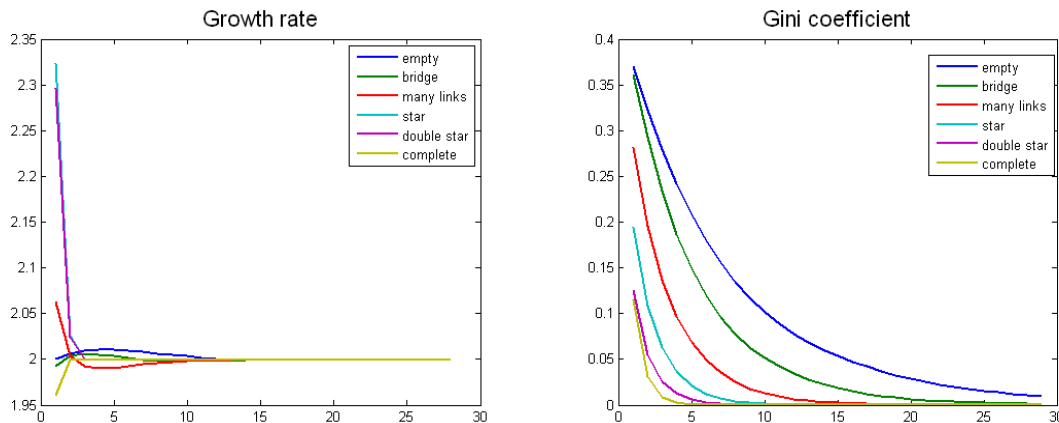 Growth rate
2.35
2.3
2.25
2.2
2.15
2.1
2.05
2
1.95
0 5 10 15 20 25 30
empty
bridge
many links
star
double star
complete
Gini coefficient
0.4
0.35
0.3
0.25
0.2
0.15
0.1
0.05
0
0 5 10 15 20 25 30
empty
bridge
many links
star
double star
complete